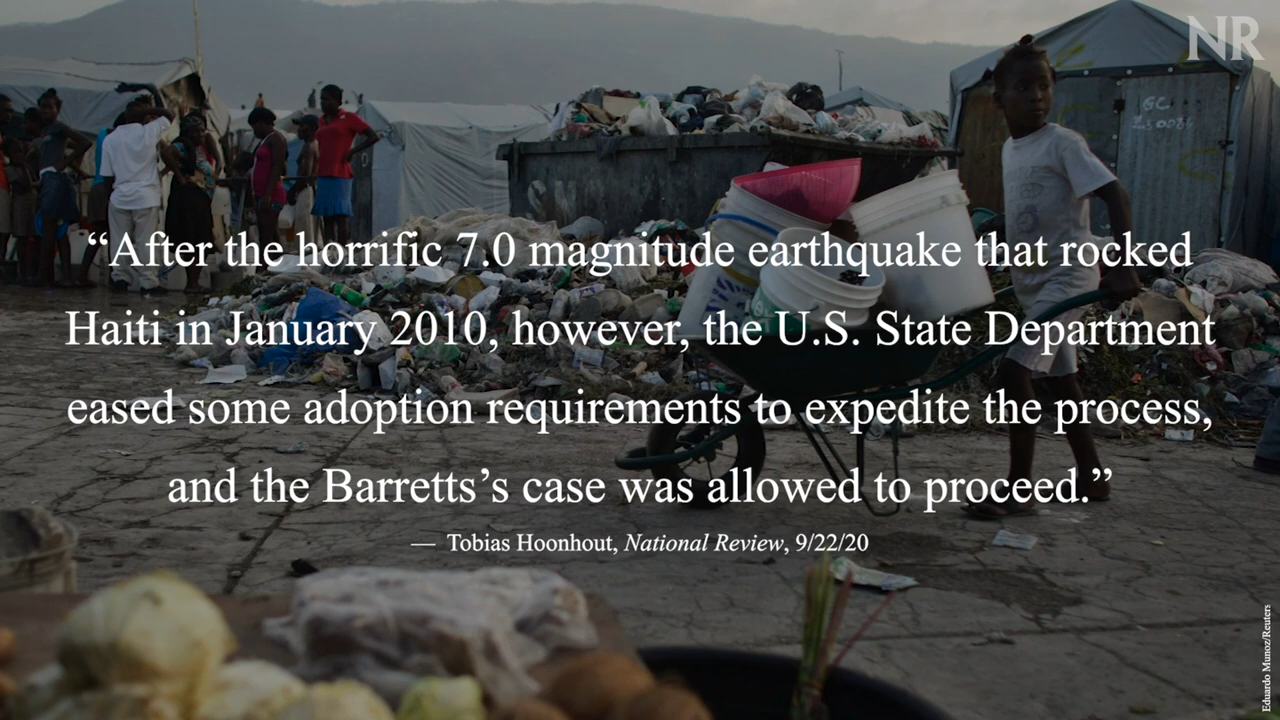 NR
GC
“After the horrific 7.0 magnitude earthquake that rocked
Haiti in January 2010, however, the U.S. State Department
eased some adoption requirements to expedite the process,
and the Barretts’s case was allowed to proceed.”
— Tobias Hoonhout, National Review, 9/22/20
Eduardo Munoz/Reuters